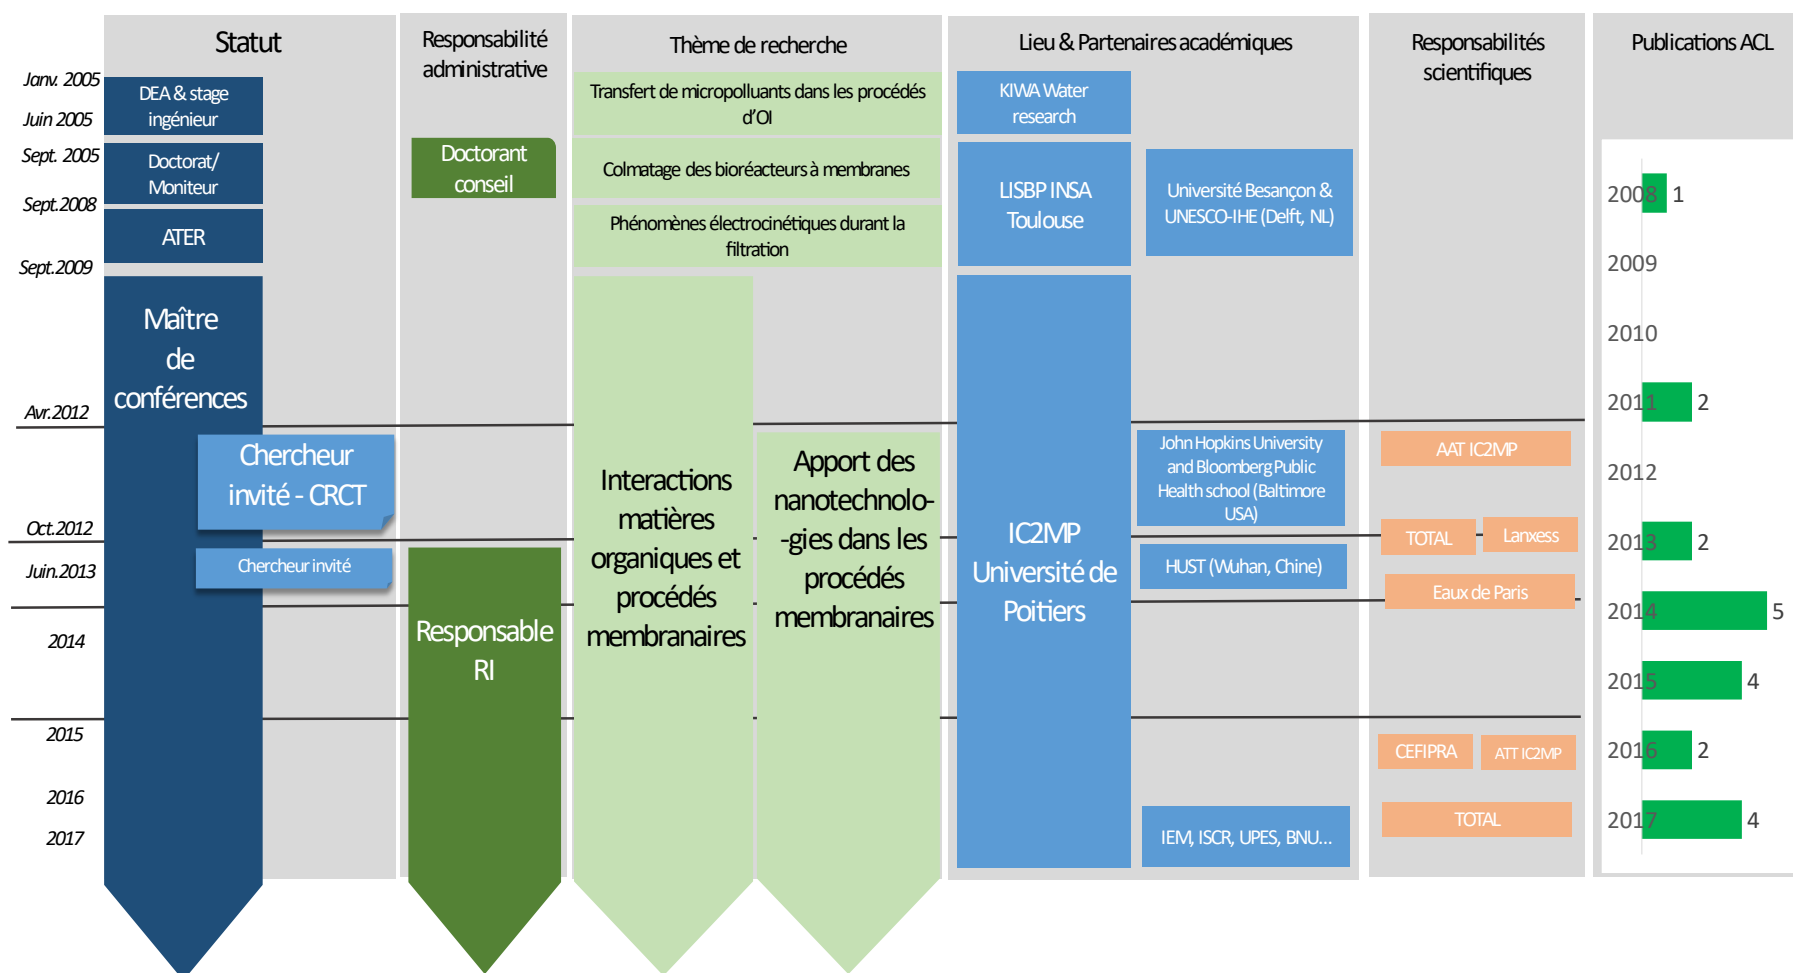 Statut
Responsabilité
administrative
Thème de recherche
Lieu & Partenaires académiques
Responsabilités
scientifiques
Publications ACL
Janv. 2005
Juin 2005
Sept. 2005
Sept.2008
Sept.2009
Avr.2012
Oct.2012
Juin.2013
2014
2015
2016
2017
DEA & stage
ingénieur
Doctorat/
Moniteur
ATER
Maître
de
conférences
Chercheur
invité - CRCT
Chercheur invité
Doctorant
conseil
Responsable
RI
Transfert de micropolluants dans les procédés
d'OI
Colmatage des bioréacteurs à membranes
Phénomènes électrocinétiques durant la
filtration
Interactions
matières
organiques et
procédés
membranaires
Apport des
nanotechnolo-
-gies dans les
procédés
membranaires
KIWA Water
research
LISBP INSA
Toulouse
Université Besançon &
UNESCO-IHE (Delft, NL)
IC2MP
Université de
Poitiers
John Hopkins University
and Bloomberg Public
Health school (Baltimore
USA)
HUST (Wuhan, Chine)
IEM, ISCR, UPES, BNU...
AAT IC2MP
TOTAL
Lanxess
Eaux de Paris
CEFIPRA
ATT IC2MP
TOTAL
2008 1
2009
2010
2011 2
2012
2013 2
2014 5
2015 4
2016 2
2017 4